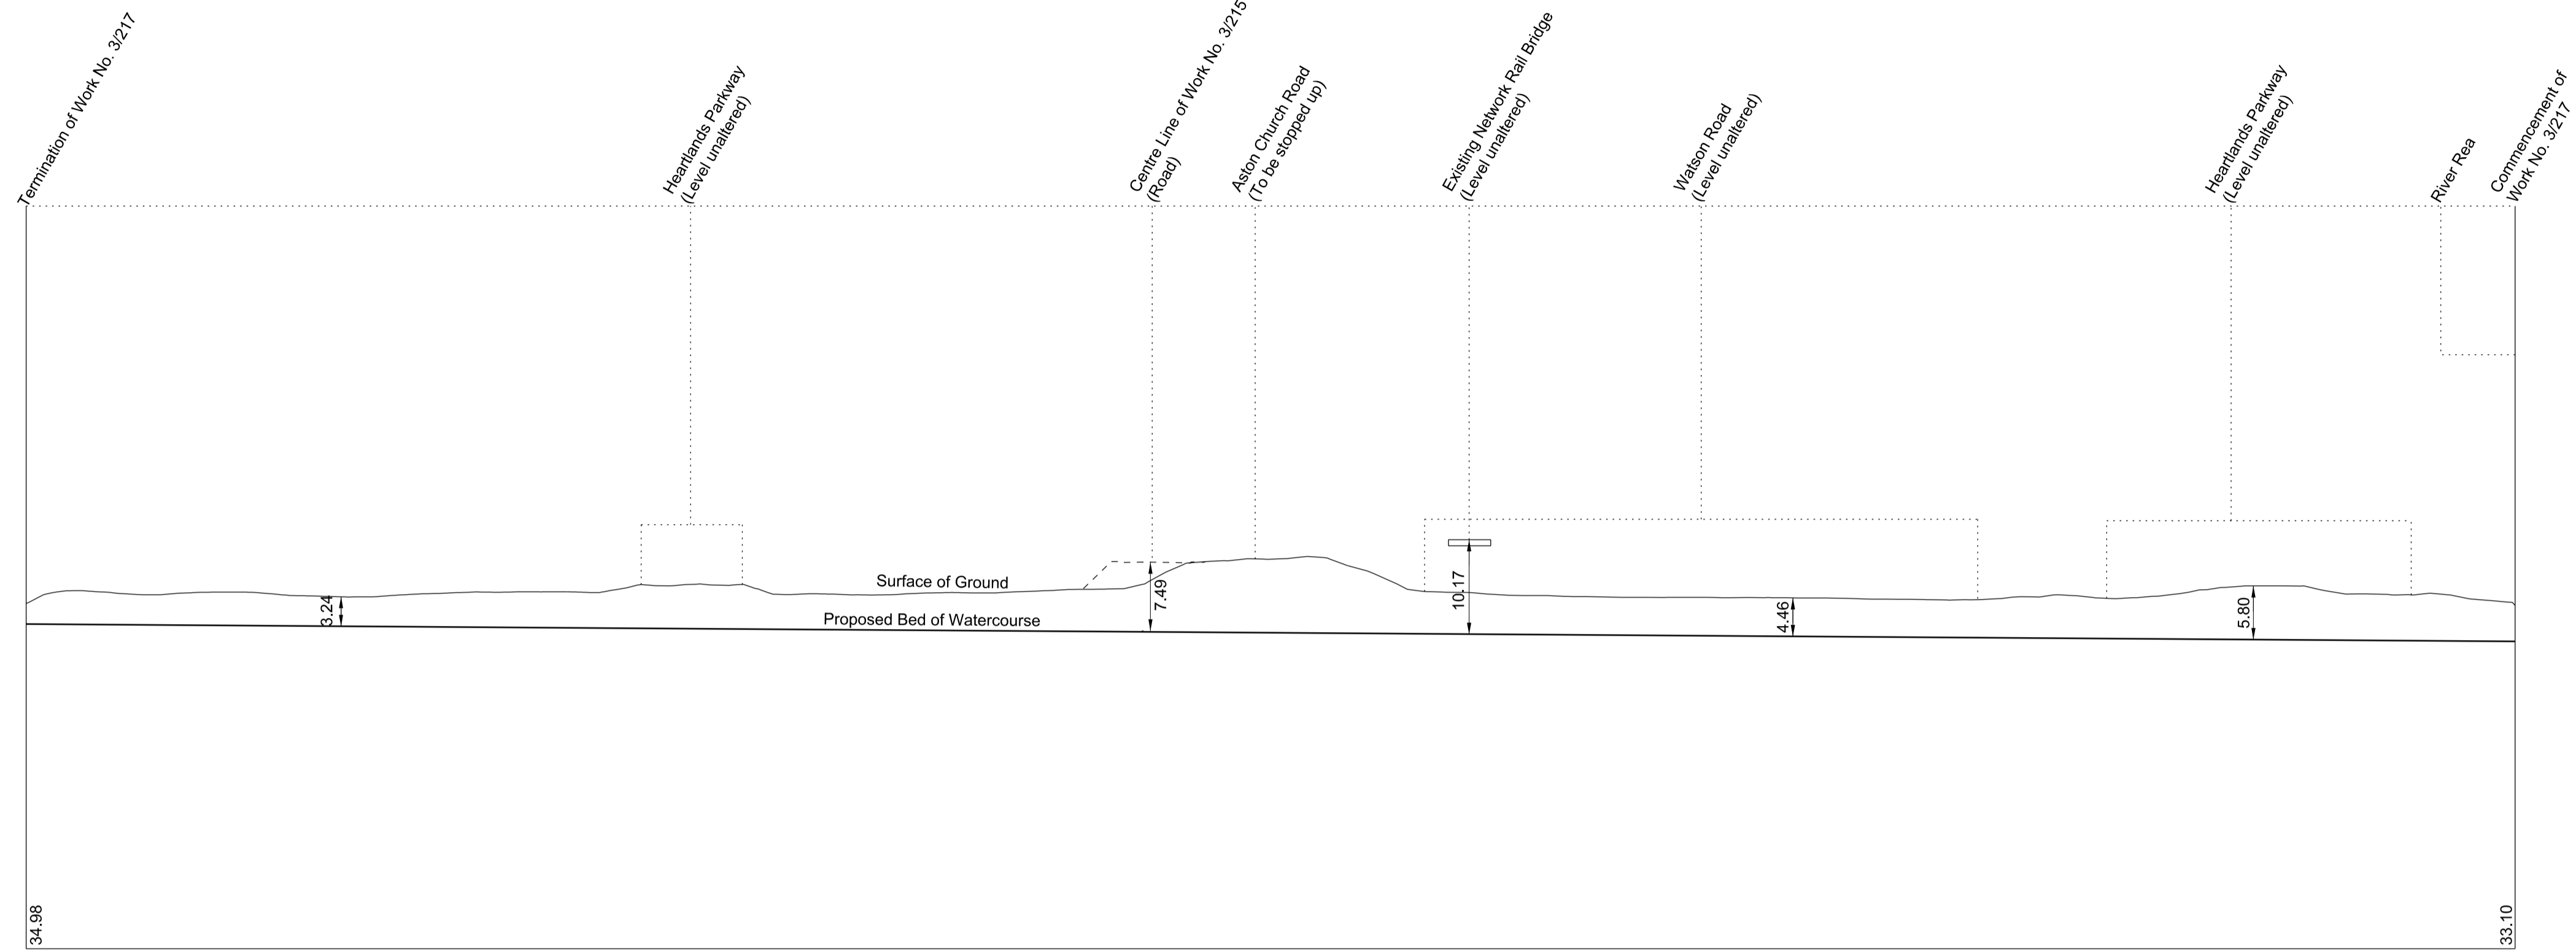 Termination of Work No. 3/217
Heartlands Parkway
(Level unaltered)
Centre Line of Work No. 3/215
(Road)
Aston Church Road
(To be stopped up)
Existing Network Rail Bridge
(Level unaltered)
Watson Road
(Level unaltered)
Heartlands Parkway
(Level unaltered)
River Rea
Commencement of
Work No. 3/217
Surface of Ground
Proposed Bed of Watercourse
3.24
7.49
10.17
4.46
5.80
34.98
33.10